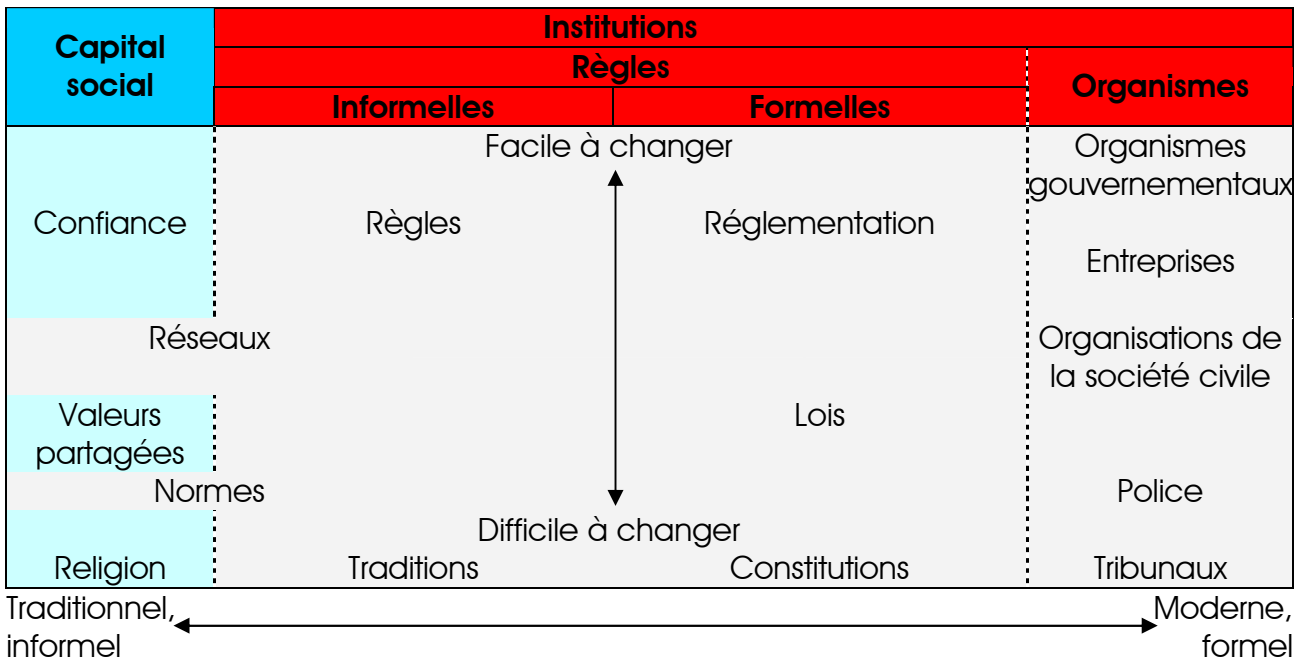 Capital
social
Institutions
Règles
Organismes
Informelles
Formelles
Facile à changer
Organismes
gouvernementaux
Confiance
Règles
Réglementation
Entreprises
Réseaux
Organisations de
la société civile
Valeurs
partagées
Lois
Normes
Police
Difficile à changer
Religion
Traditions
Constitutions
Tribunaux
Traditionnel,
informel
Moderne,
formel